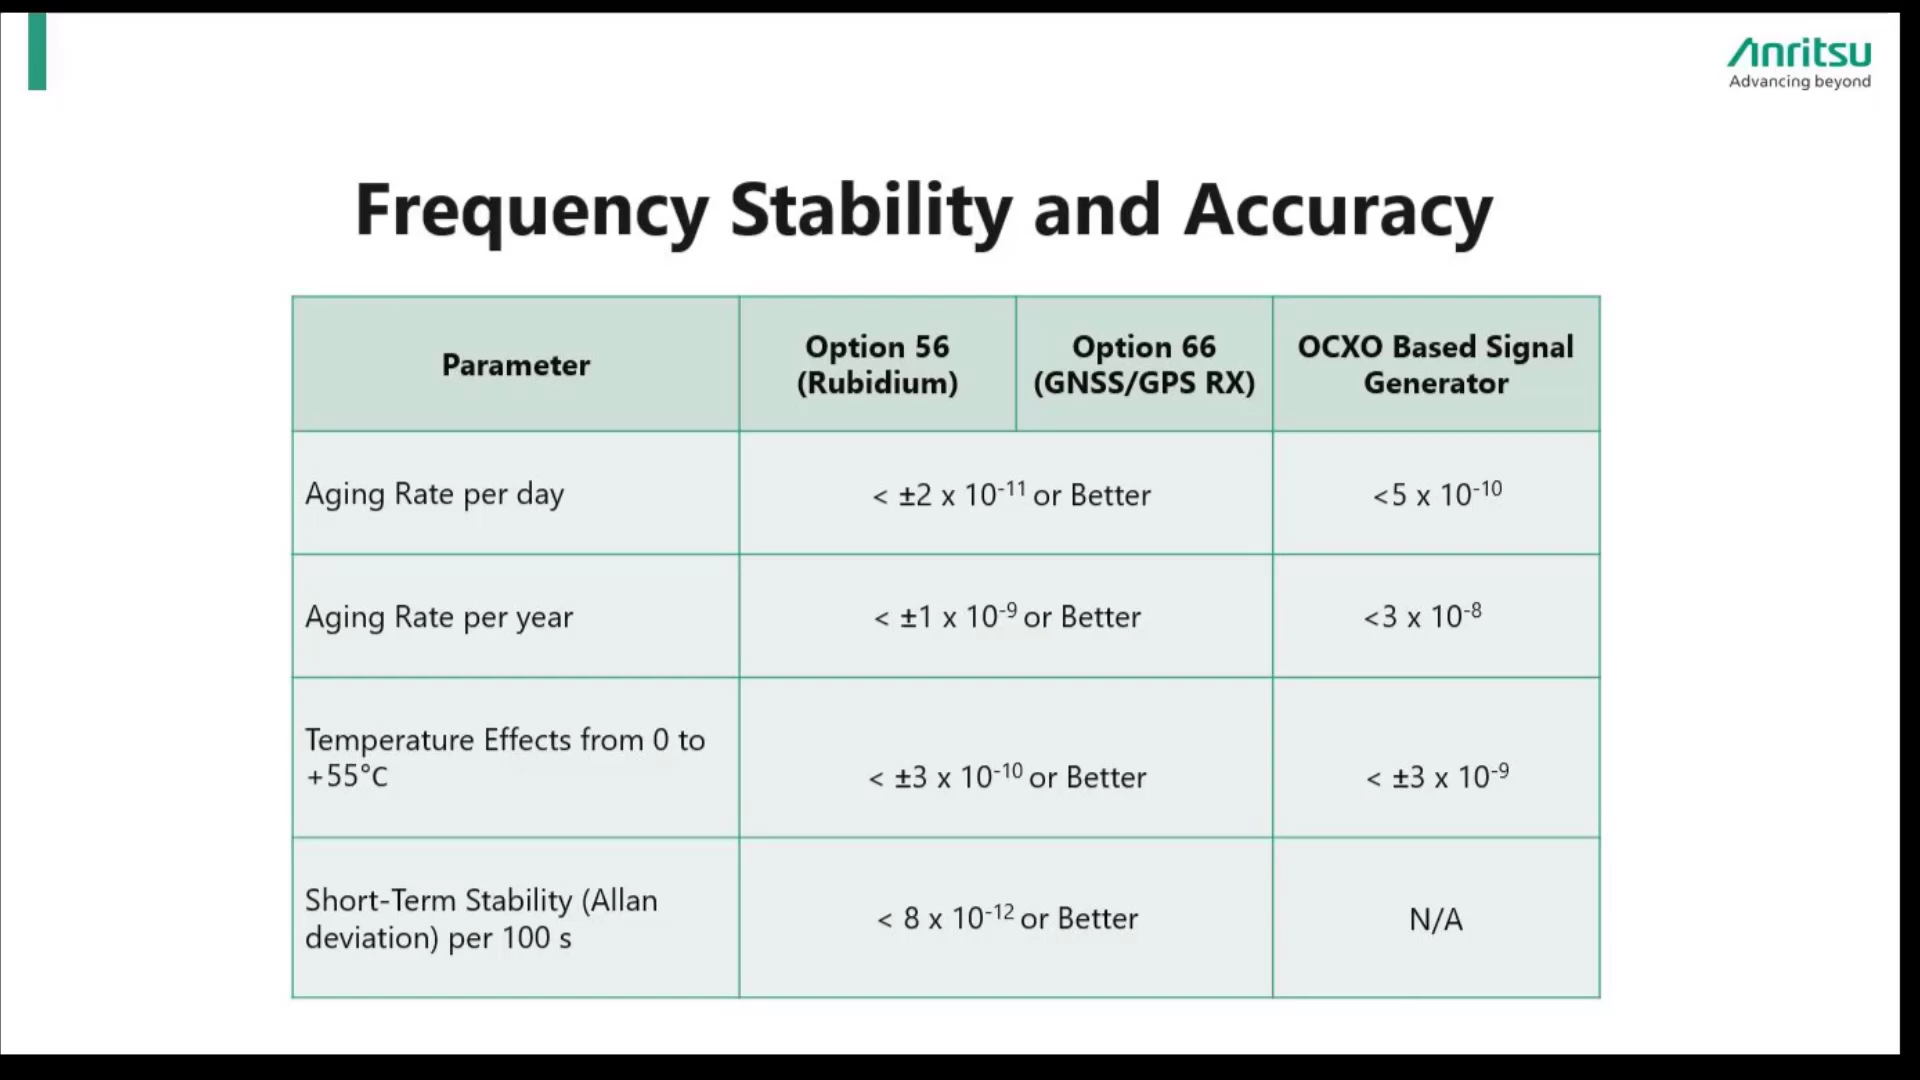 Anritsu
Advancing beyond
Frequency Stability and Accuracy
Parameter
Option 56
(Rubidium)
Option 66
(GNSS/GPS RX)
OCXO Based Signal
Generator
Aging Rate per day
< ±2 x 10⁻¹¹ or Better
<5 x 10⁻¹⁰
Aging Rate per year
< ±1 x 10⁻⁹ or Better
<3 x 10⁻⁸
Temperature Effects from 0 to
+55°C
< ±3 x 10⁻¹⁰ or Better
< ±3 x 10⁻⁹
Short-Term Stability (Allan
deviation) per 100 s
< 8 x 10⁻¹² or Better
N/A